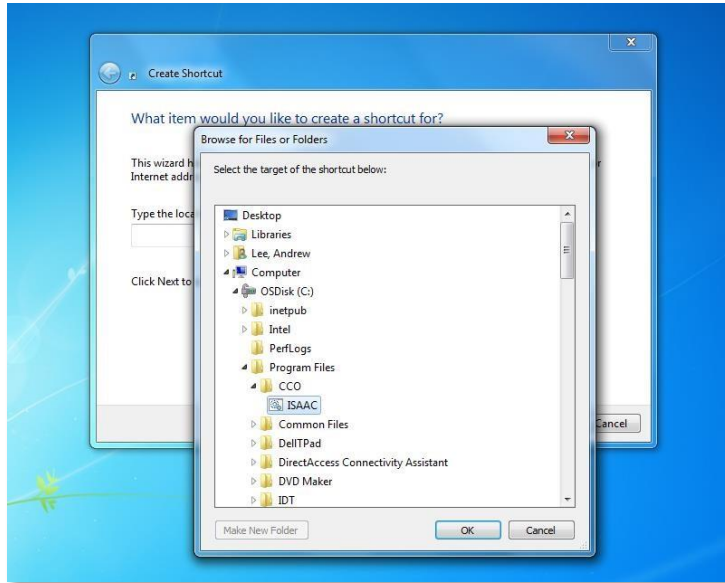 Create Shortcut
What item would you like to create a shortcut for?
Browse for Files or Folders
This wizard h
r
Internet addr
Select the target of the shortcut below:
Type the loca
Click Next to
Desktop
Libraries
Lee, Andrew
Computer
OSDisk (C:)
inetpub
Intel
PerfLogs
Program Files
CCO
ISAAC
Common Files
DellTPad
DirectAccess Connectivity Assistant
DVD Maker
IDT
Cancel
Make New Folder
OK
Cancel